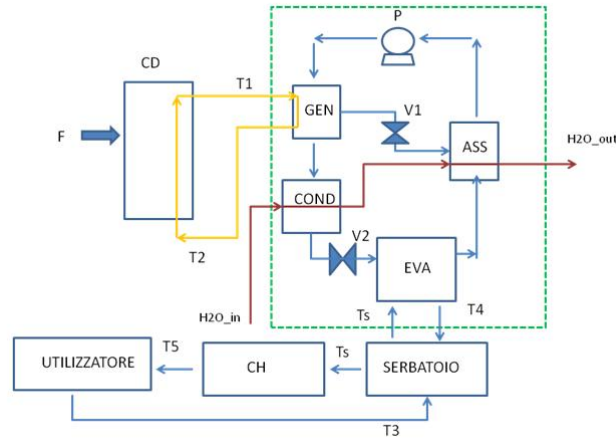 P
CD
T1
GEN
V1
F
ASS
H2O_out
COND
T2
V2
EVA
H2O_in
Ts
T4
UTILIZZATORE
T5
CH
Ts
SERBATOIO
T3